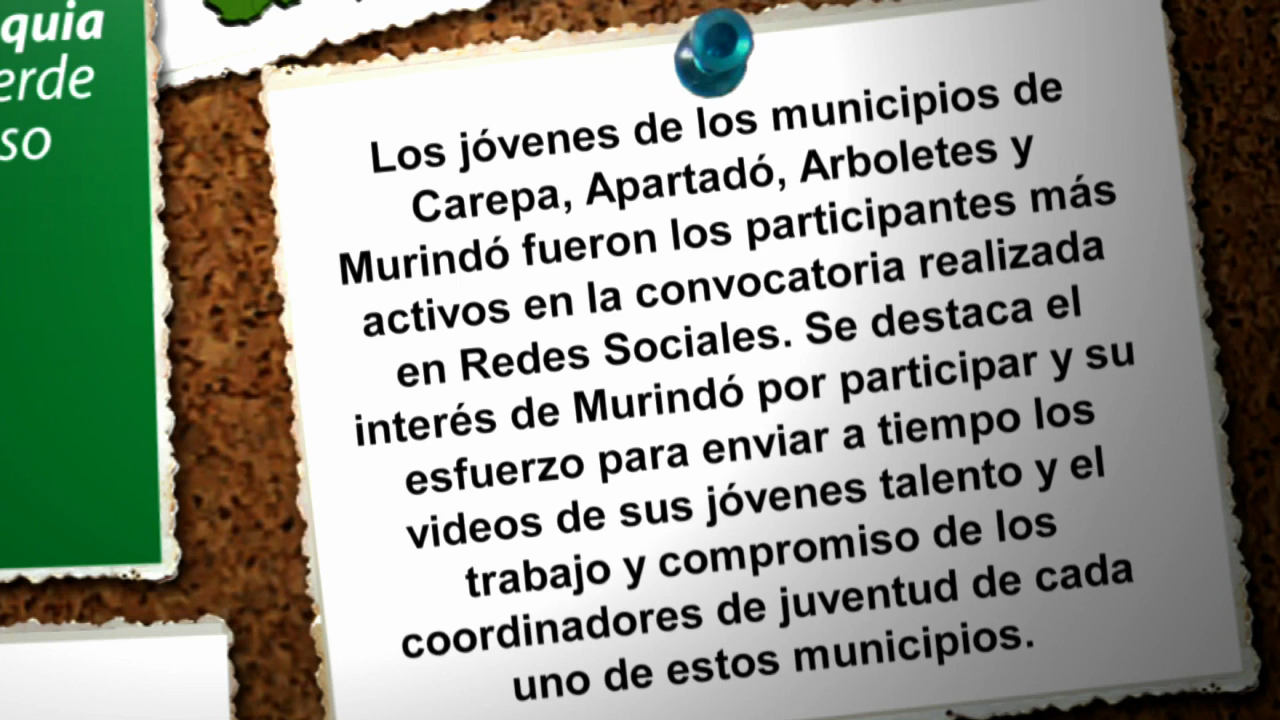 quia
erde
so
Los jóvenes de los municipios de
Carepa, Apartadó, Arboletes y
Murindó fueron los participantes más
activos en la convocatoria realizada
en Redes Sociales. Se destaca el
interés de Murindó por participar y su
esfuerzo para enviar a tiempo los
videos de sus jóvenes talento y el
trabajo y compromiso de los
coordinadores de juventud de cada
uno de estos municipios.